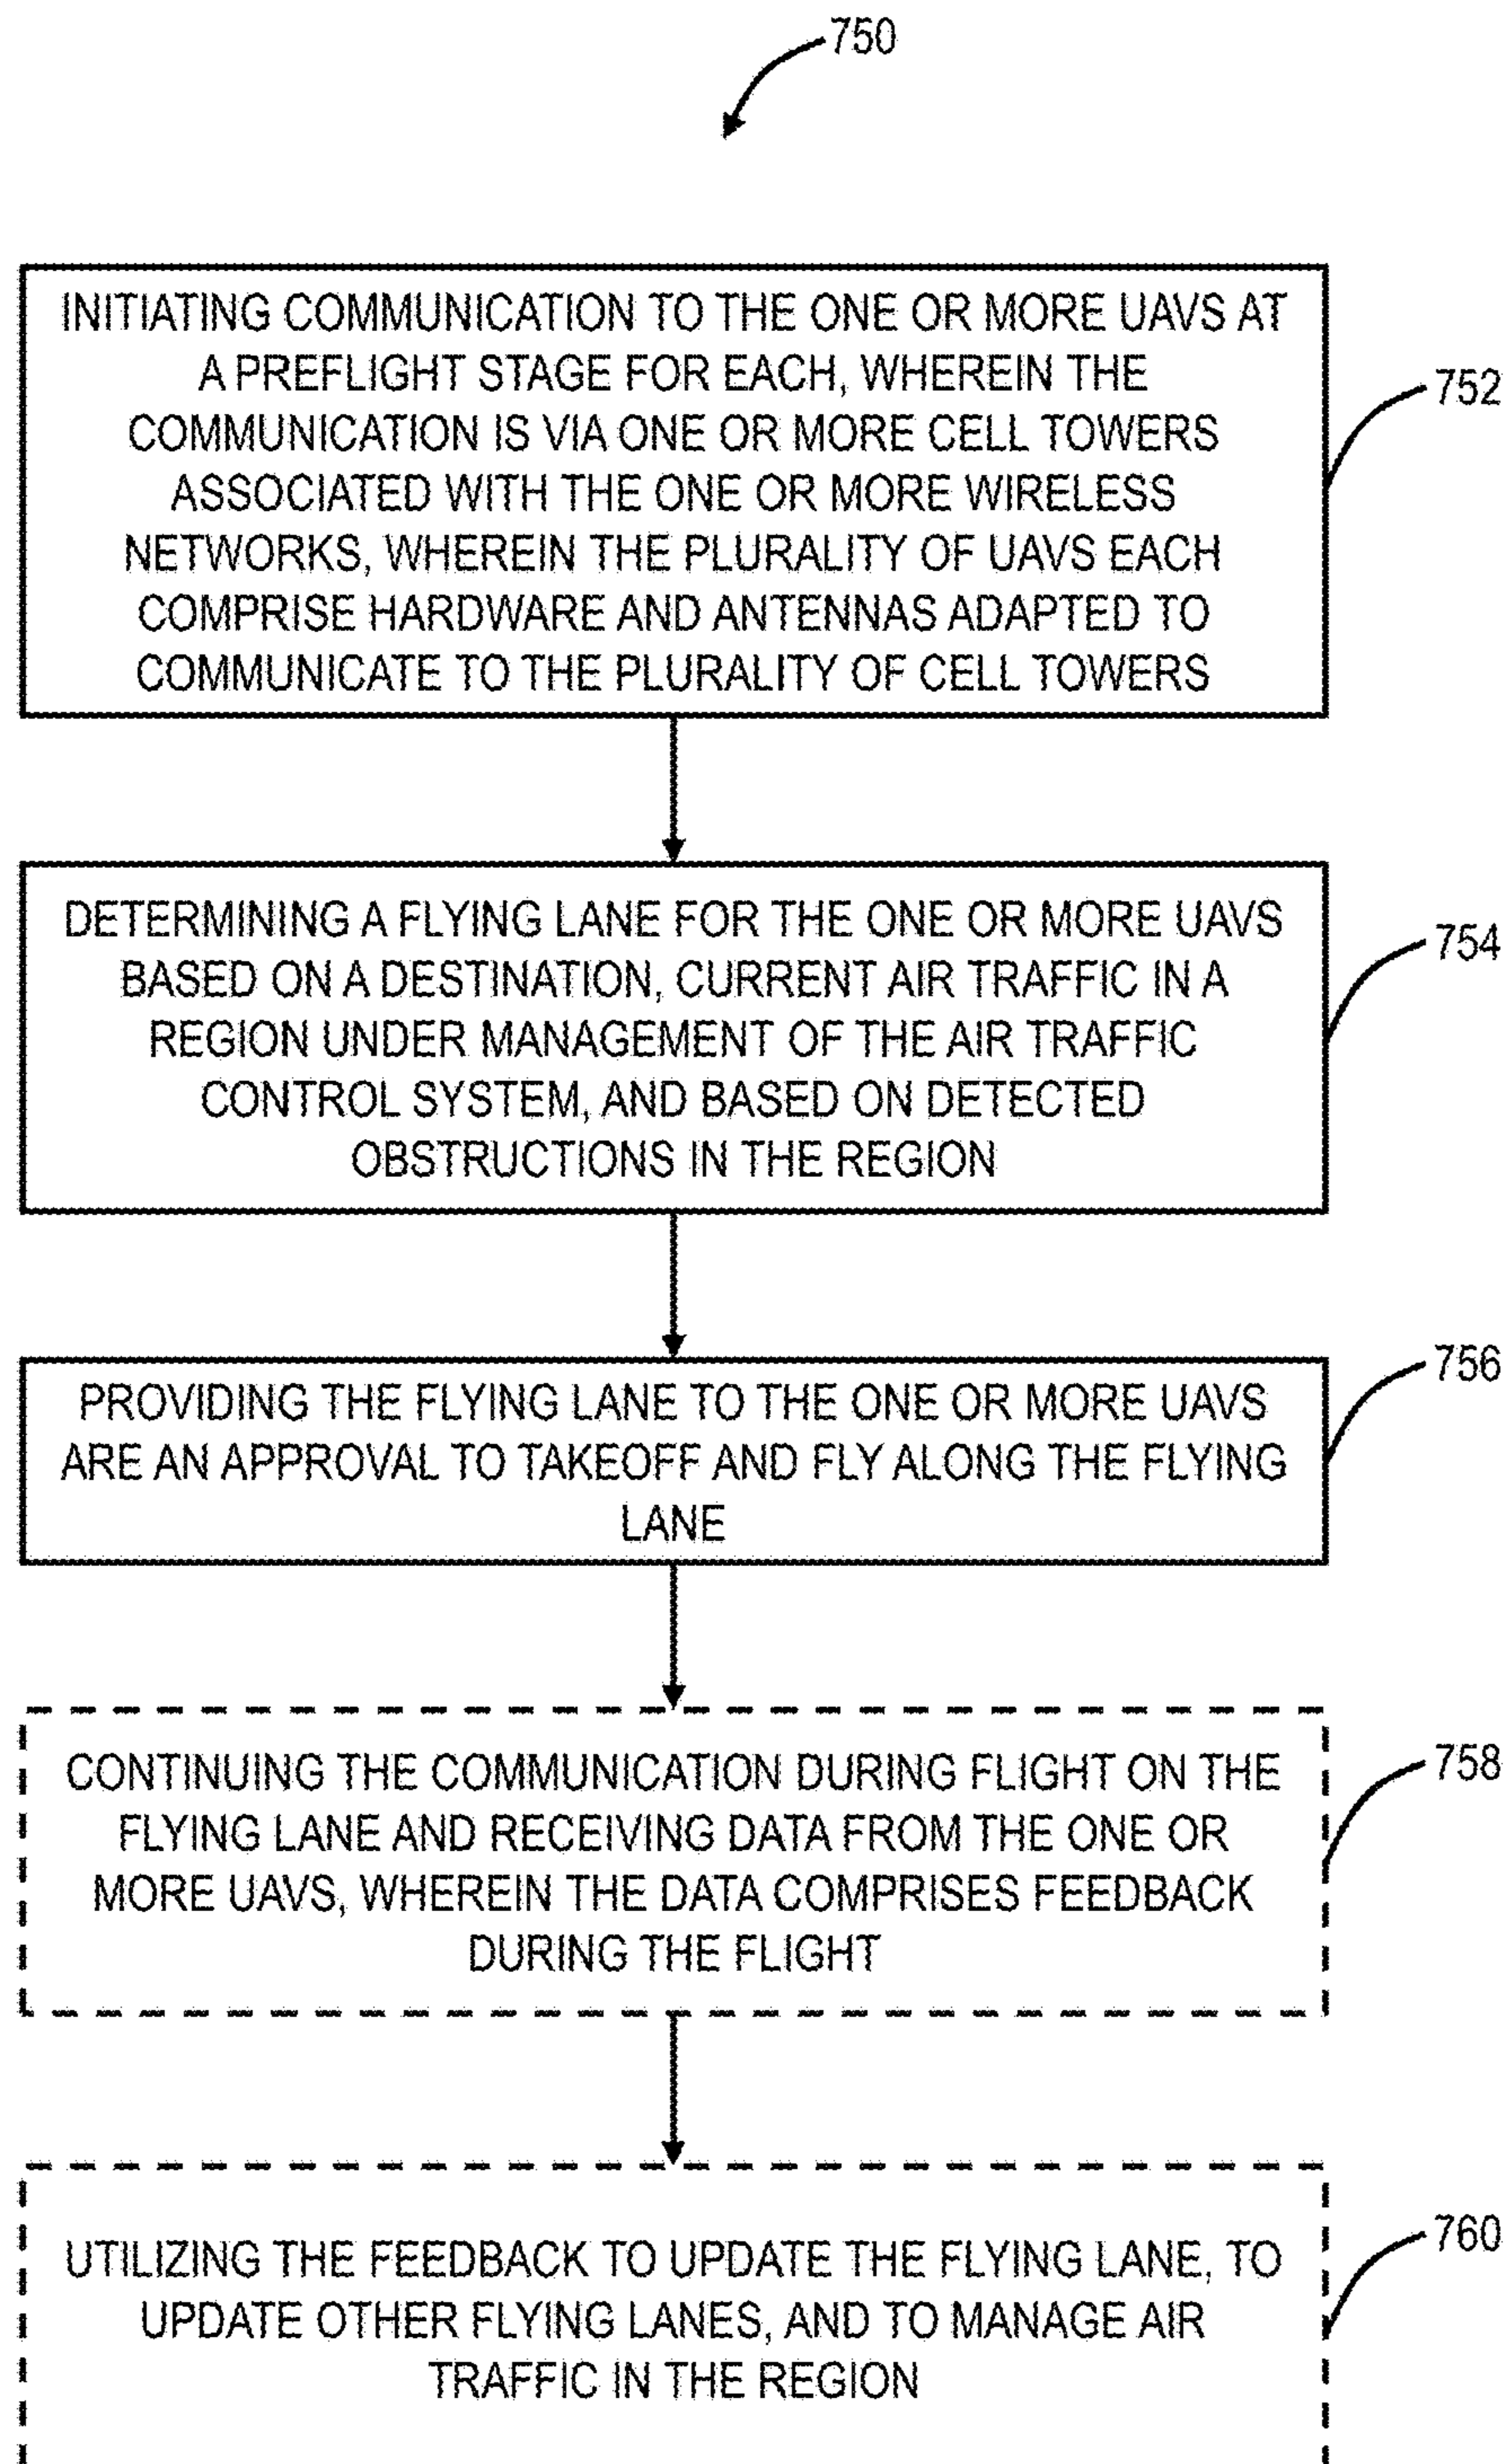 750
INITIATING COMMUNICATION TO THE ONE OR MORE UAVS AT
A PREFLIGHT STAGE FOR EACH, WHEREIN THE
COMMUNICATION IS VIA ONE OR MORE CELL TOWERS
ASSOCIATED WITH THE ONE OR MORE WIRELESS
NETWORKS, WHEREIN THE PLURALITY OF UAVS EACH
COMPRISE HARDWARE AND ANTENNAS ADAPTED TO
COMMUNICATE TO THE PLURALITY OF CELL TOWERS
752
DETERMINING A FLYING LANE FOR THE ONE OR MORE UAVS
BASED ON A DESTINATION, CURRENT AIR TRAFFIC IN A
REGION UNDER MANAGEMENT OF THE AIR TRAFFIC
CONTROL SYSTEM, AND BASED ON DETECTED
OBSTRUCTIONS IN THE REGION
754
PROVIDING THE FLYING LANE TO THE ONE OR MORE UAVS
ARE AN APPROVAL TO TAKEOFF AND FLY ALONG THE FLYING
LANE
756
CONTINUING THE COMMUNICATION DURING FLIGHT ON THE
FLYING LANE AND RECEIVING DATA FROM THE ONE OR
MORE UAVS, WHEREIN THE DATA COMPRISES FEEDBACK
DURING THE FLIGHT
758
UTILIZING THE FEEDBACK TO UPDATE THE FLYING LANE, TO
UPDATE OTHER FLYING LANES, AND TO MANAGE AIR
TRAFFIC IN THE REGION
760